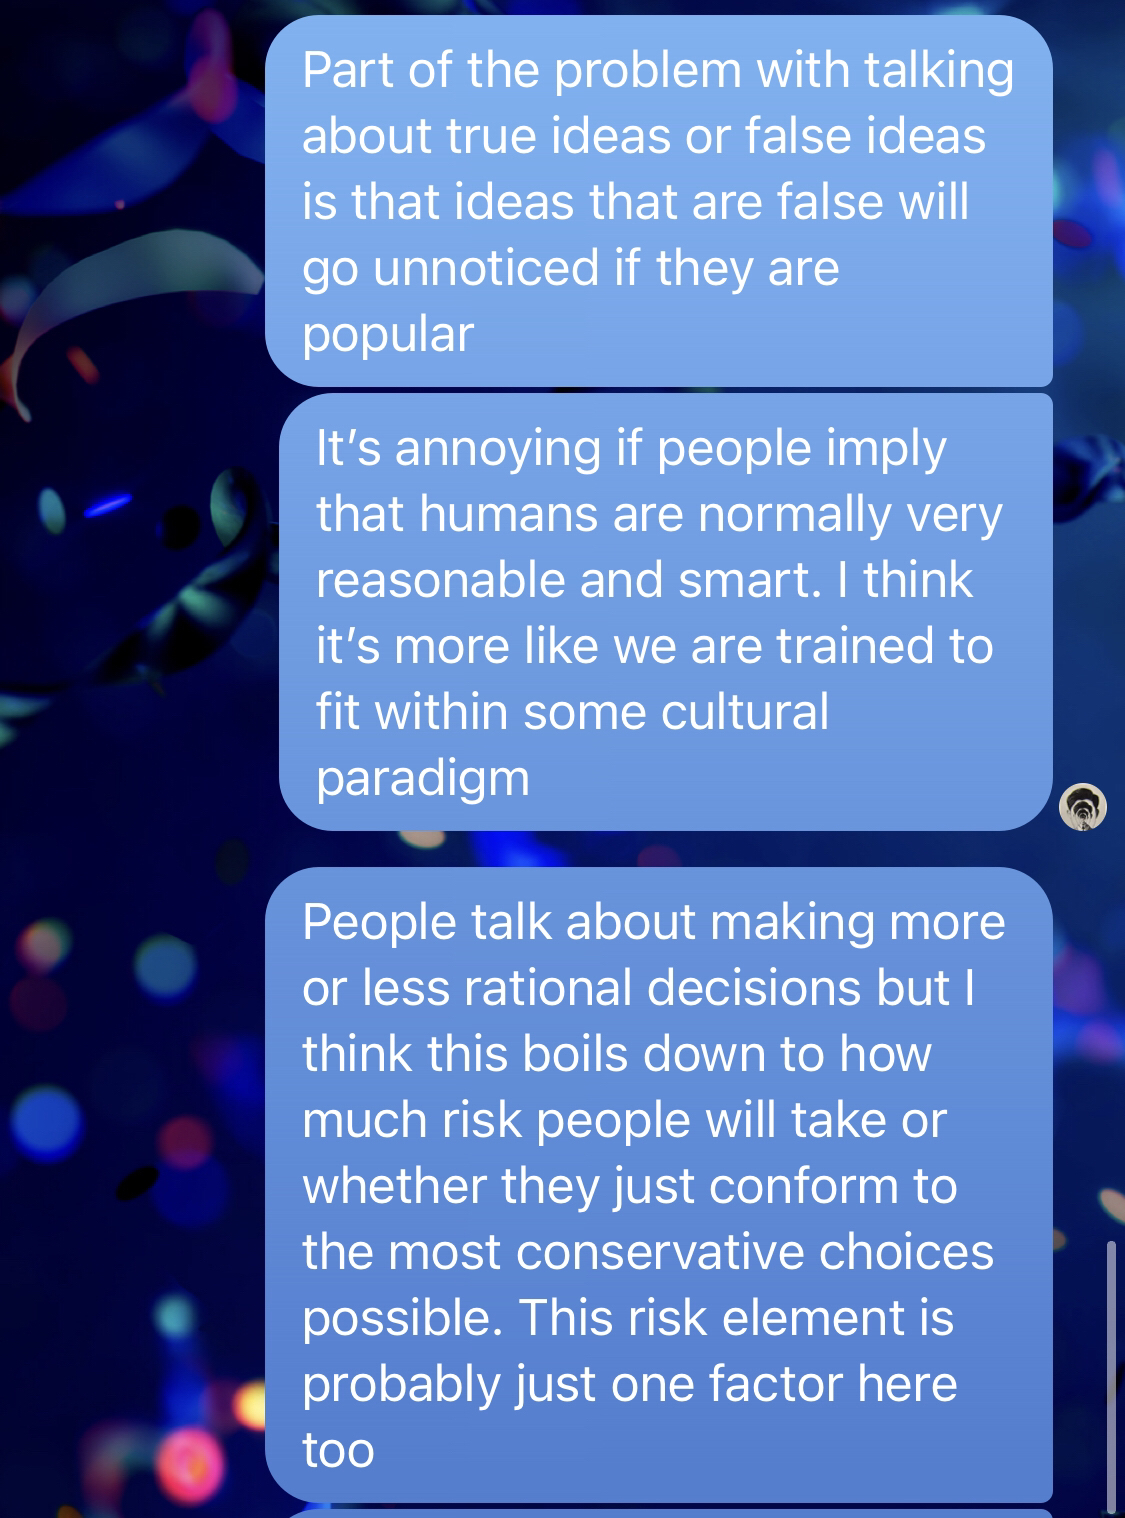 Part of the problem with talking
about true ideas or false ideas
is that ideas that are false will
go unnoticed if they are
popular
It’s annoying if people imply
that humans are normally very
reasonable and smart. I think
it’s more like we are trained to
fit within some cultural
paradigm
People talk about making more
or less rational decisions but I
think this boils down to how
much risk people will take or
whether they just conform to
the most conservative choices
possible. This risk element is
probably just one factor here
too